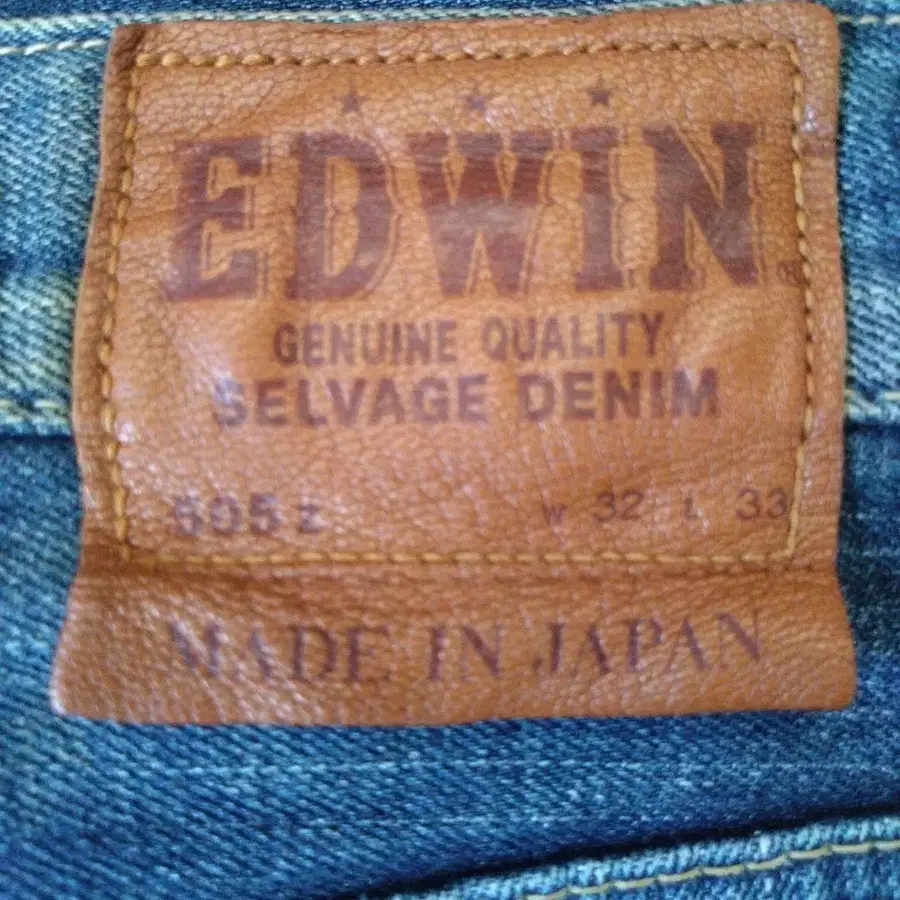 EDWIN
GENUINE QUALITY
SELVAGE DENIM
505z W 32 L 33
MADE IN JAPAN